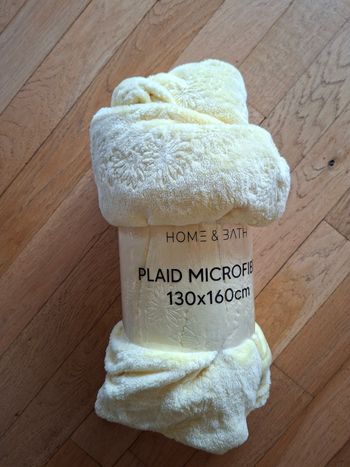 HOME & BATH
PLAID MICROFIB
130x160cm